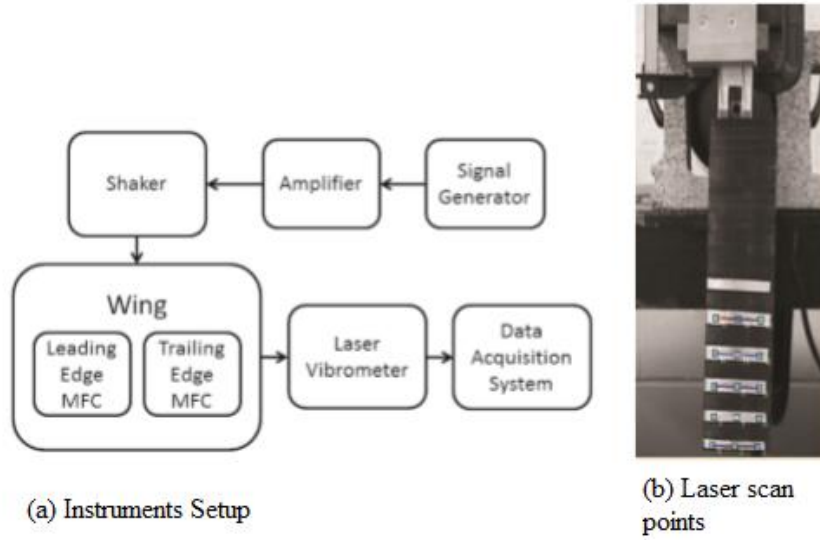 Shaker
Amplifier
Signal
Generator
Wing
Leading
Edge
MFC
Trailing
Edge
MFC
Laser
Vibrometer
Data
Acquisition
System
(a) Instruments Setup
(b) Laser scan
points